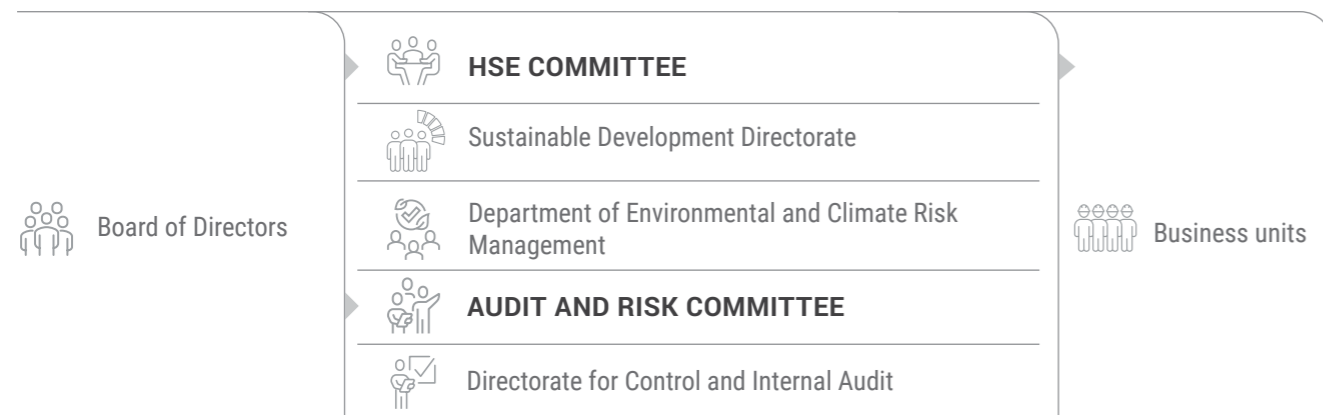 Board of Directors
HSE COMMITTEE
Sustainable Development Directorate
Department of Environmental and Climate Risk
Management
AUDIT AND RISK COMMITTEE
Directorate for Control and Internal Audit
Business units